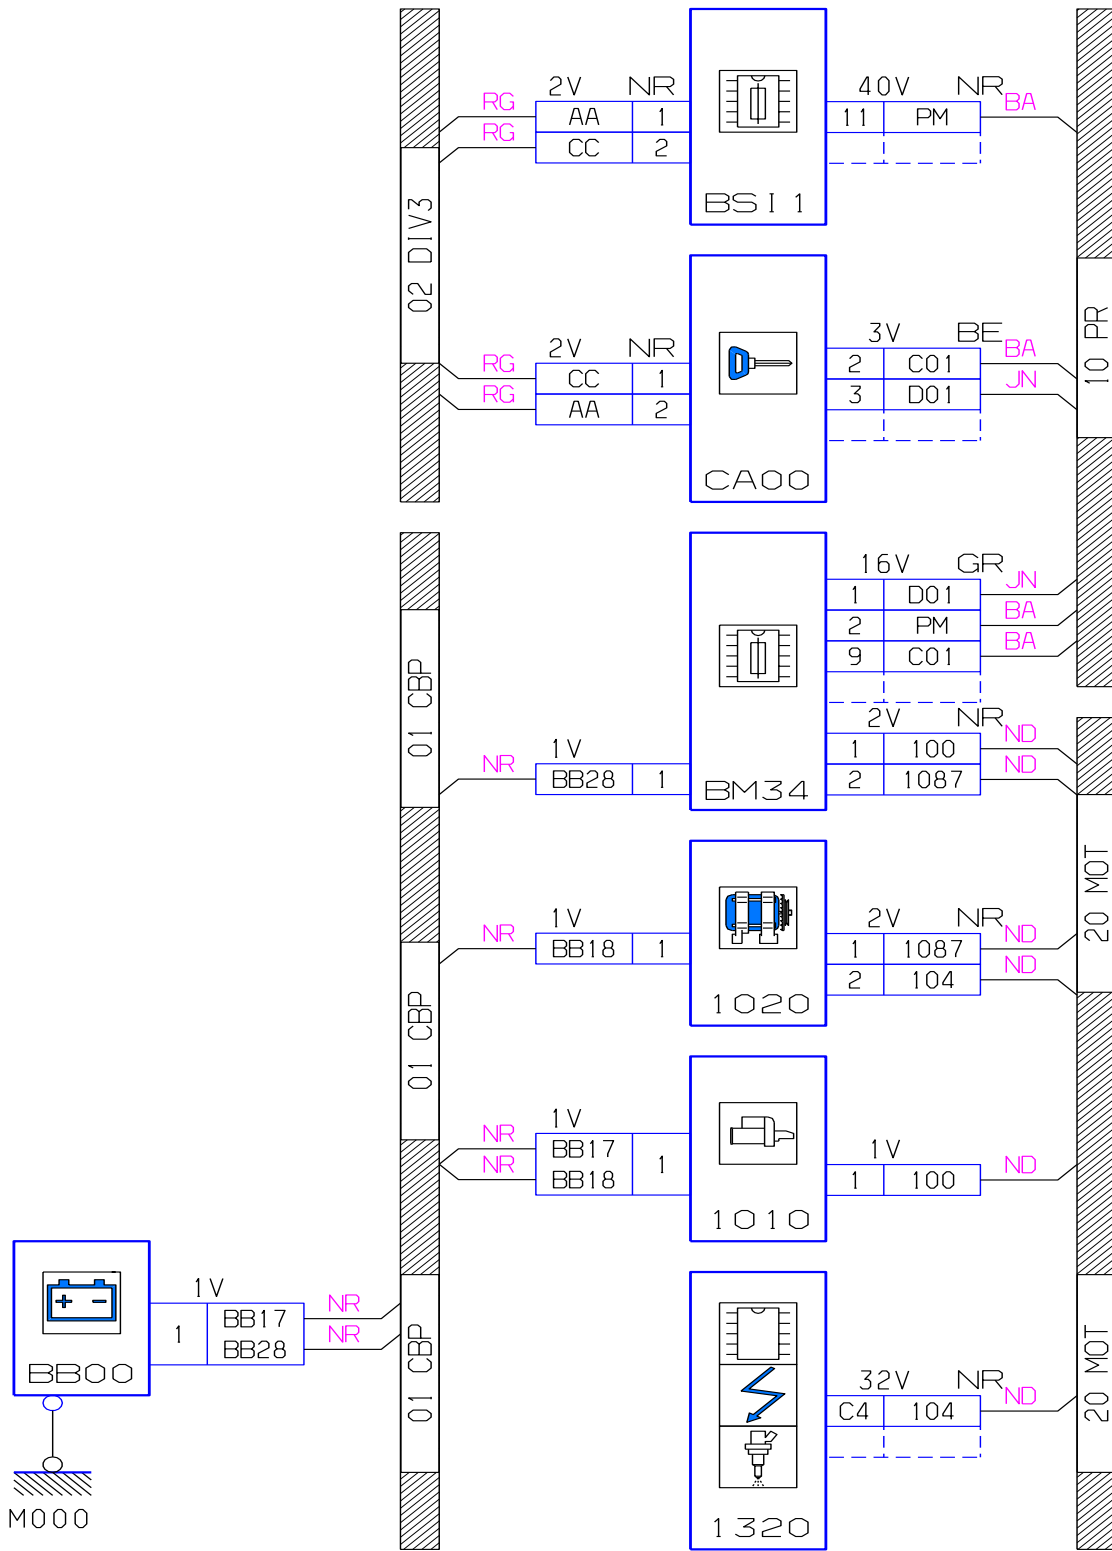 2V NR
RG AA 1
RG CC 2
BSI1
40V NR
11 PM BA
02 DIV3
2V NR
RG CC 1
RG AA 2
CA00
3V BE
2 C01 BA
3 D01 JN
10 PR
16V GR
1 D01 JN
2 PM BA
9 C01 BA
01 CBP
1V
NR BB28 1
BM34
2V NR
1 100 ND
2 1087 ND
20 MOT
01 CBP
1V
NR BB18 1
1020
2V NR
1 1087 ND
2 104 ND
1V
NR BB17
NR BB18
1
1010
1V
1 100 ND
1V
+ -
BB00
1
BB17 NR
BB28 NR
M000
01 CBP
32V NR
C4 104 ND
1320
20 MOT